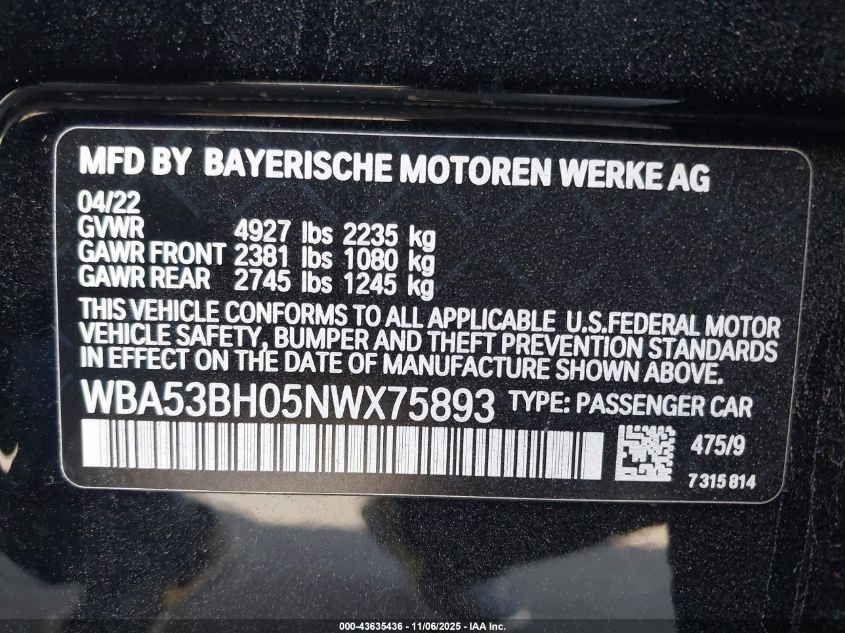 MFD BY BAYERISCHE MOTOREN WERKE AG
04/22
GVWR 4927 lbs 2235 kg
GAWR FRONT 2381 lbs 1080 kg
GAWR REAR 2745 lbs 1245 kg
THIS VEHICLE CONFORMS TO ALL APPLICABLE U.S.FEDERAL MOTOR
VEHICLE SAFETY, BUMPER AND THEFT PREVENTION STANDARDS
IN EFFECT ON THE DATE OF MANUFACTURE SHOWN ABOVE.
WBA53BH05NWX75893 TYPE: PASSENGER CAR
475/9
7 315 814
000-43635436 - 11/06/2025 - IAA Inc.